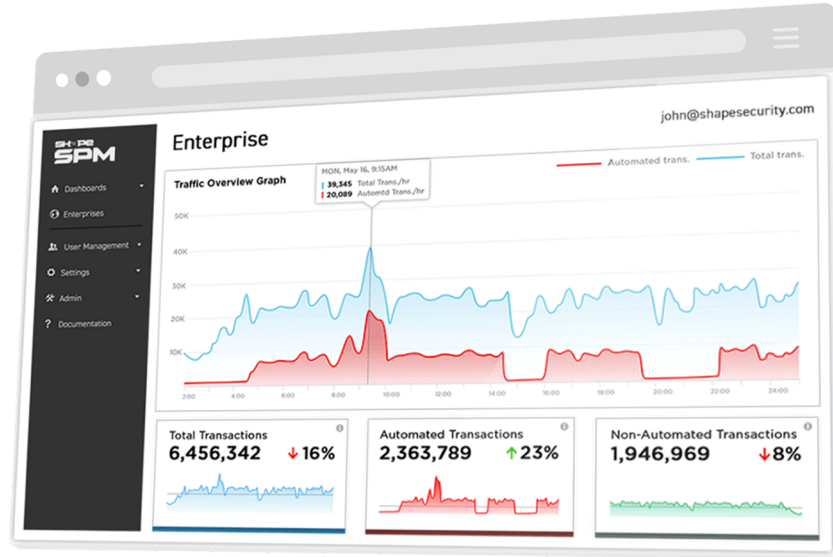 john@shapesecurity.com
SHAPE
SPM
Dashboards
Enterprises
User Management
Settings
Admin
? Documentation
Enterprise
Traffic Overview Graph
MON, May 16, 9:15AM
39,345 Total Trans./hr
20,089 Automtd Trans./hr
Automated trans.
Total trans.
50K
40K
30K
20K
10K
2:00 4:00 6:00 8:00 10:00 12:00 14:00 16:00 18:00 20:00 22:00 24:00
Total Transactions
6,456,342 16%
Automated Transactions
2,363,789 23%
Non-Automated Transactions
1,946,969 8%